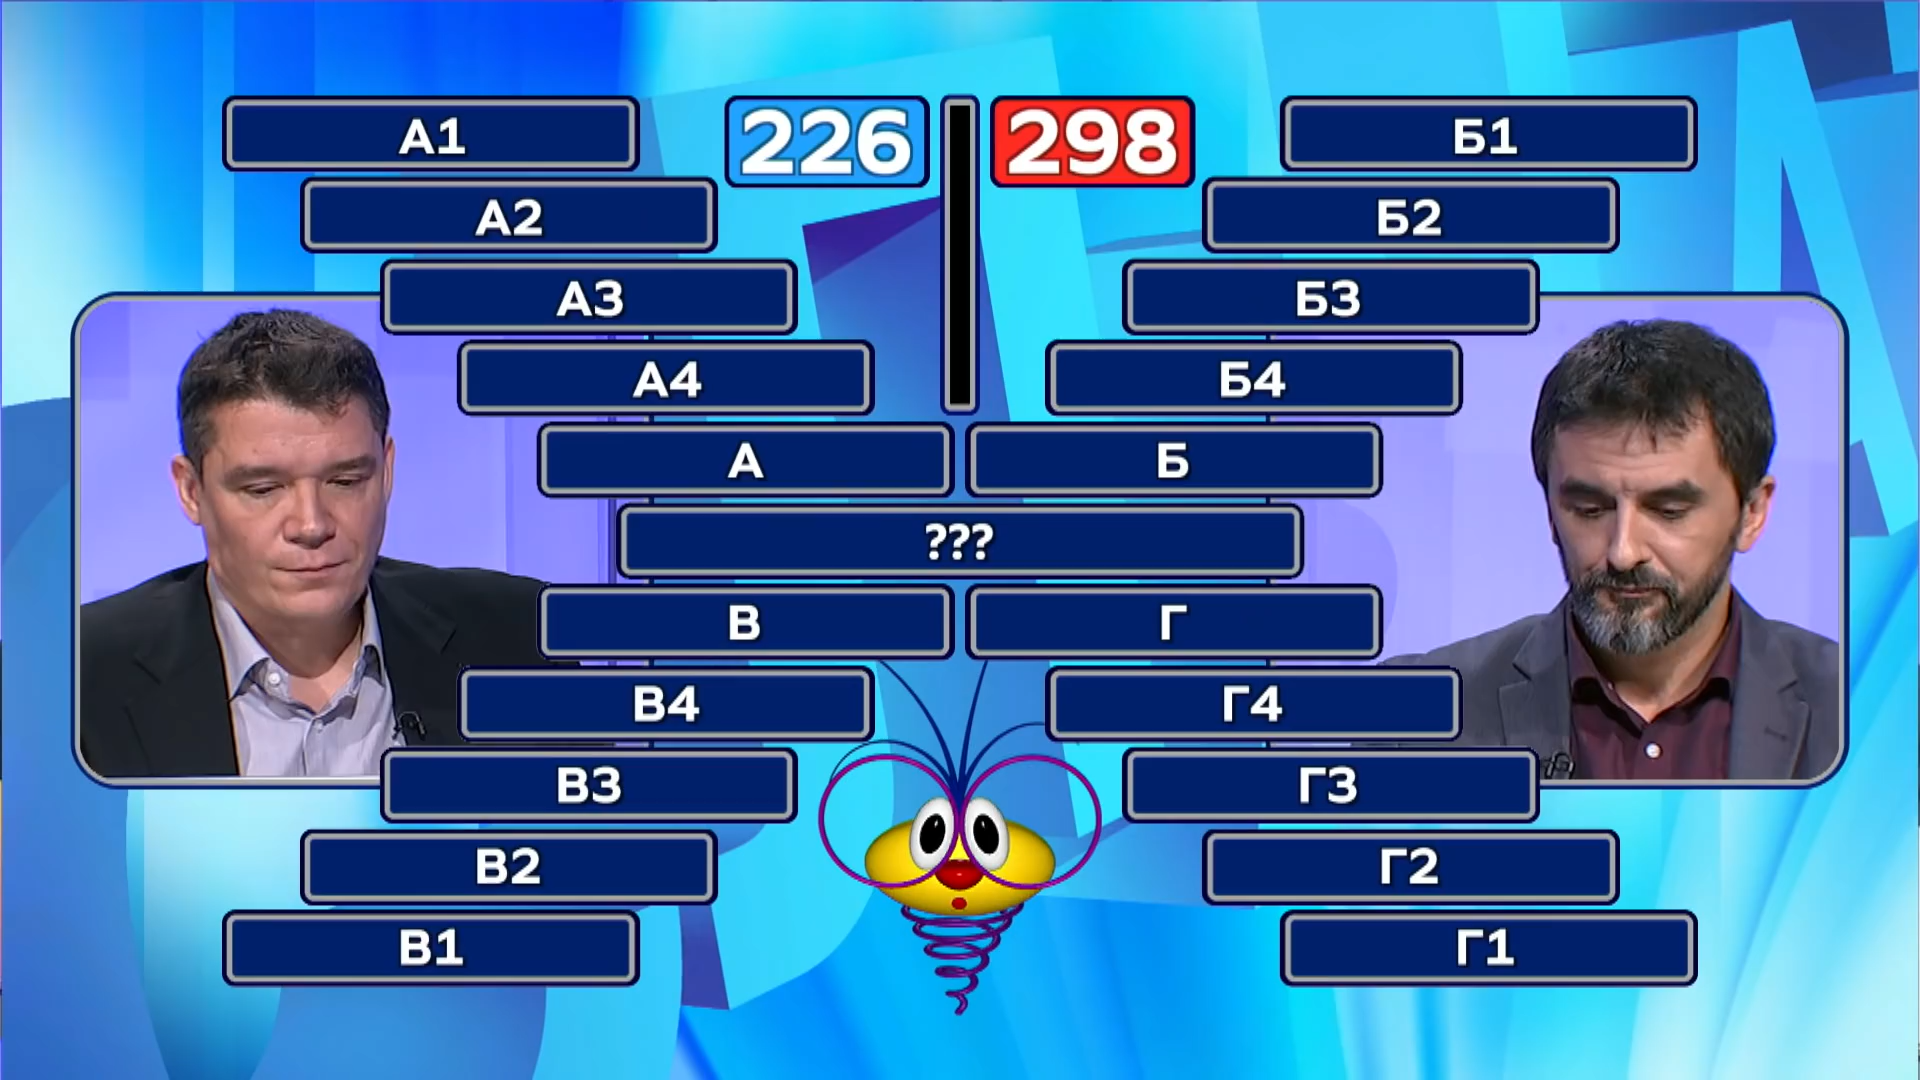 А1 226 298 Б1
А2 Б2
А3 Б3
А4 Б4
А Б
???
В Г
В4 Г4
В3 Г3
В2 Г2
В1 Г1